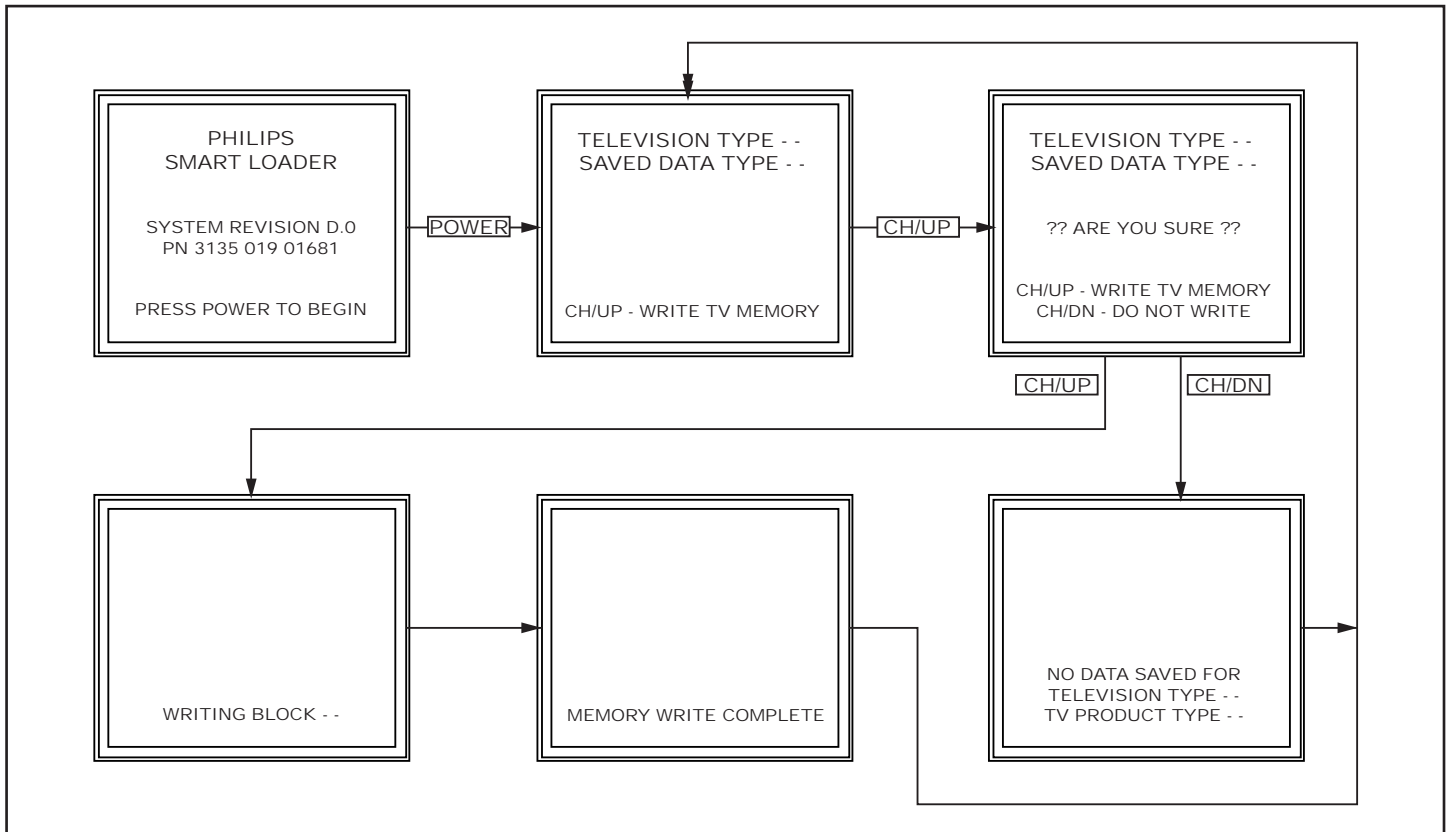 PHILIPS
SMART LOADER
SYSTEM REVISION D.0
PN 3135 019 01681
PRESS POWER TO BEGIN
POWER
TELEVISION TYPE - -
SAVED DATA TYPE - -
CH/UP - WRITE TV MEMORY
CH/UP
TELEVISION TYPE - -
SAVED DATA TYPE - -
?? ARE YOU SURE ??
CH/UP - WRITE TV MEMORY
CH/DN - DO NOT WRITE
CH/UP
CH/DN
WRITING BLOCK - -
MEMORY WRITE COMPLETE
NO DATA SAVED FOR
TELEVISION TYPE - -
TV PRODUCT TYPE - -